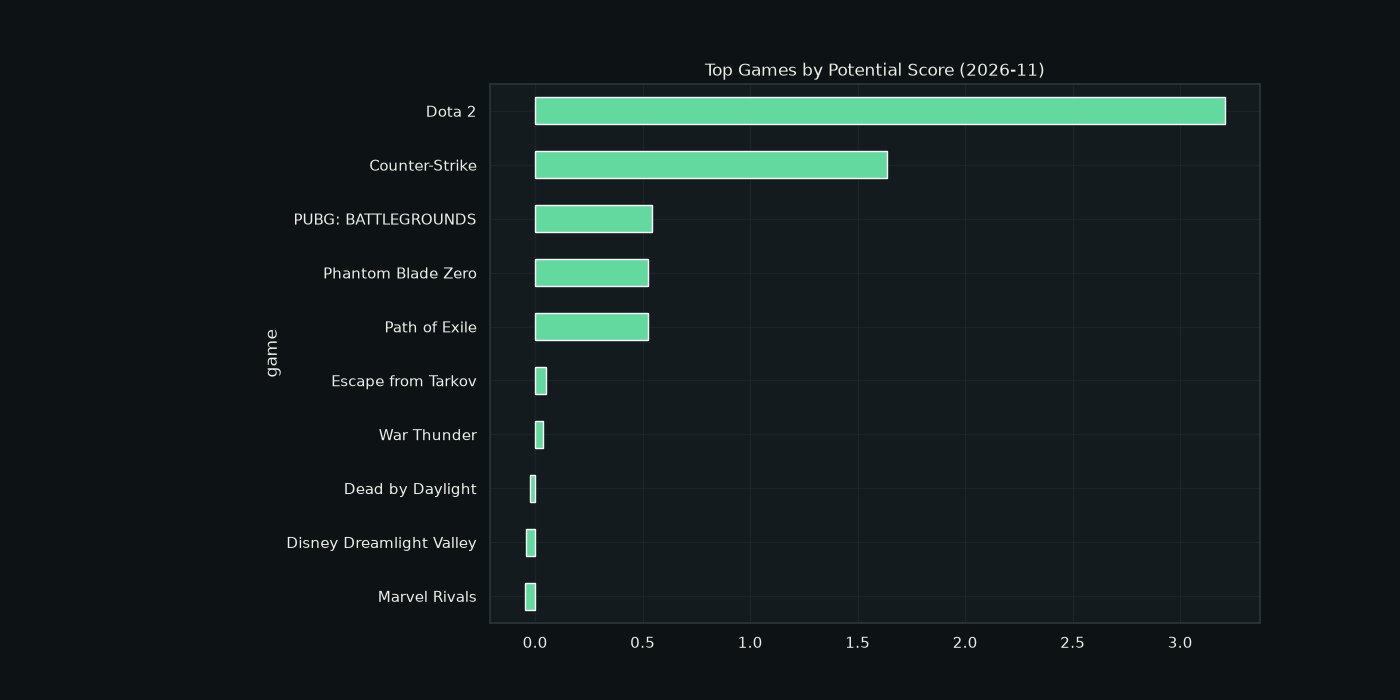 Top Games by Potential Score (2026-11)
Dota 2
Counter-Strike
PUBG: BATTLEGROUNDS
Phantom Blade Zero
Path of Exile
game
Escape from Tarkov
War Thunder
Dead by Daylight
Disney Dreamlight Valley
Marvel Rivals
0.0 0.5 1.0 1.5 2.0 2.5 3.0